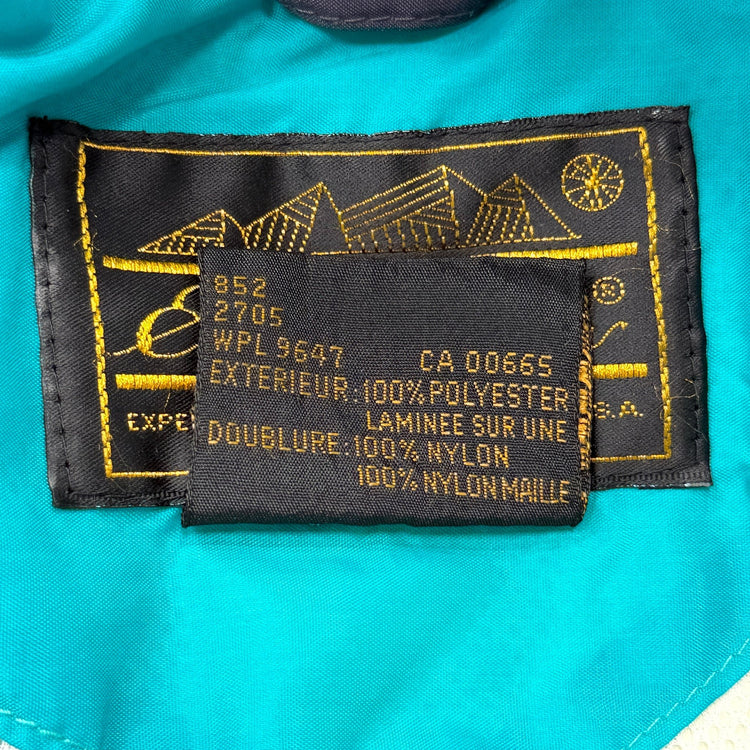 852
2705
WPL 9647 CA 00665
EXTERIEUR: 100% POLYESTER
LAMINEE SUR UNE
DOUBLURE: 100% NYLON
100% NYLON MAILLE
®
S.A.